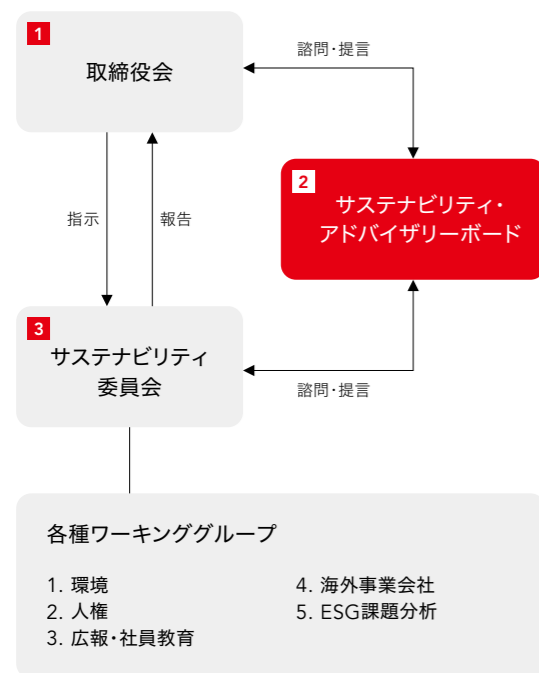 1
取締役会
諮問・提言
2
サステナビリティ・
アドバイザリーボード
指示
報告
3
サステナビリティ
委員会
諮問・提言
各種ワーキンググループ
1. 環境
2. 人権
3. 広報・社員教育
4. 海外事業会社
5. ESG課題分析